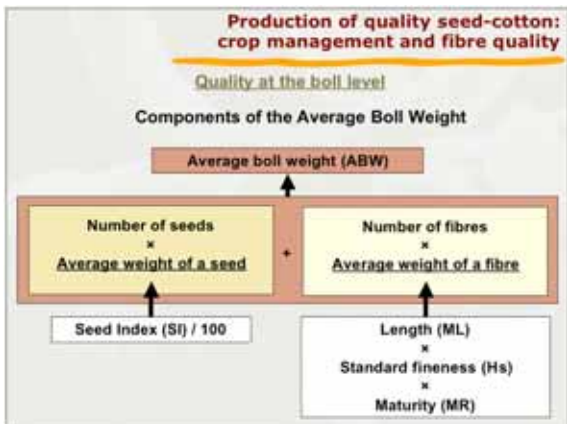 Production of quality seed-cotton:
crop management and fibre quality
Quality at the boll level
Components of the Average Boll Weight
Average boll weight (ABW)
Number of seeds
×
Average weight of a seed
+
Number of fibres
×
Average weight of a fibre
Seed Index (SI) / 100
Length (ML)
×
Standard fineness (Hs)
×
Maturity (MR)